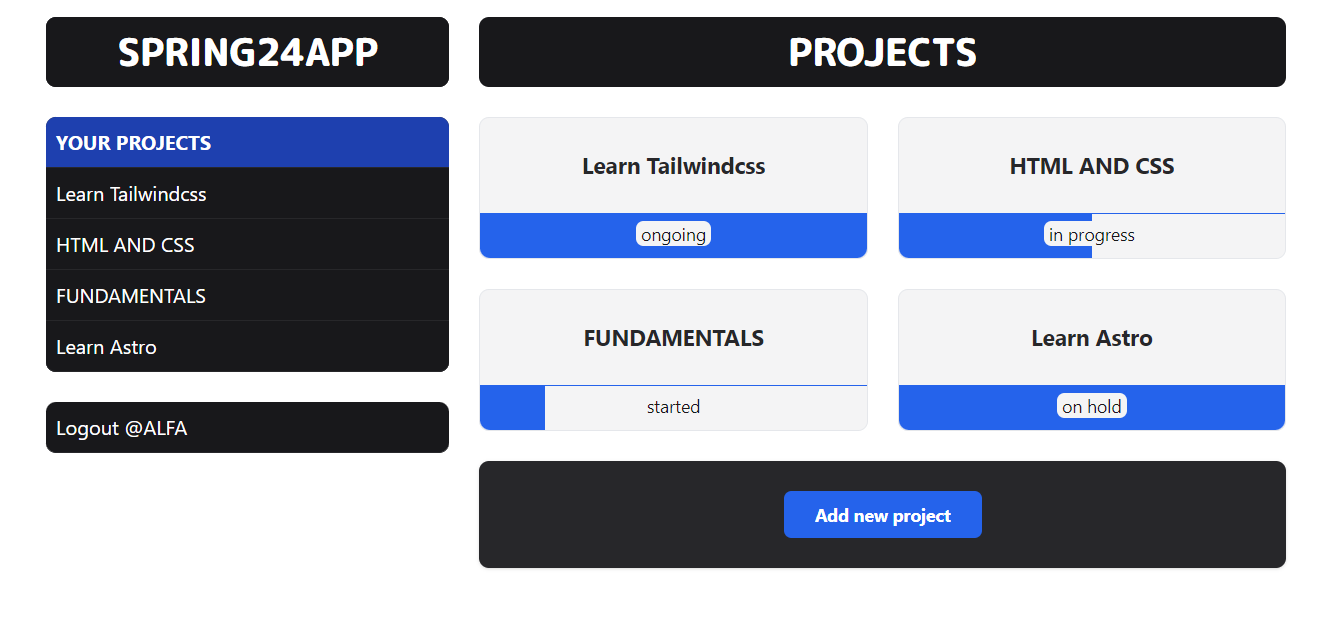 SPRING24APP
YOUR PROJECTS
Learn Tailwindcss
HTML AND CSS
FUNDAMENTALS
Learn Astro
Logout @ALFA
PROJECTS
Learn Tailwindcss
ongoing
HTML AND CSS
in progress
FUNDAMENTALS
started
Learn Astro
on hold
Add new project